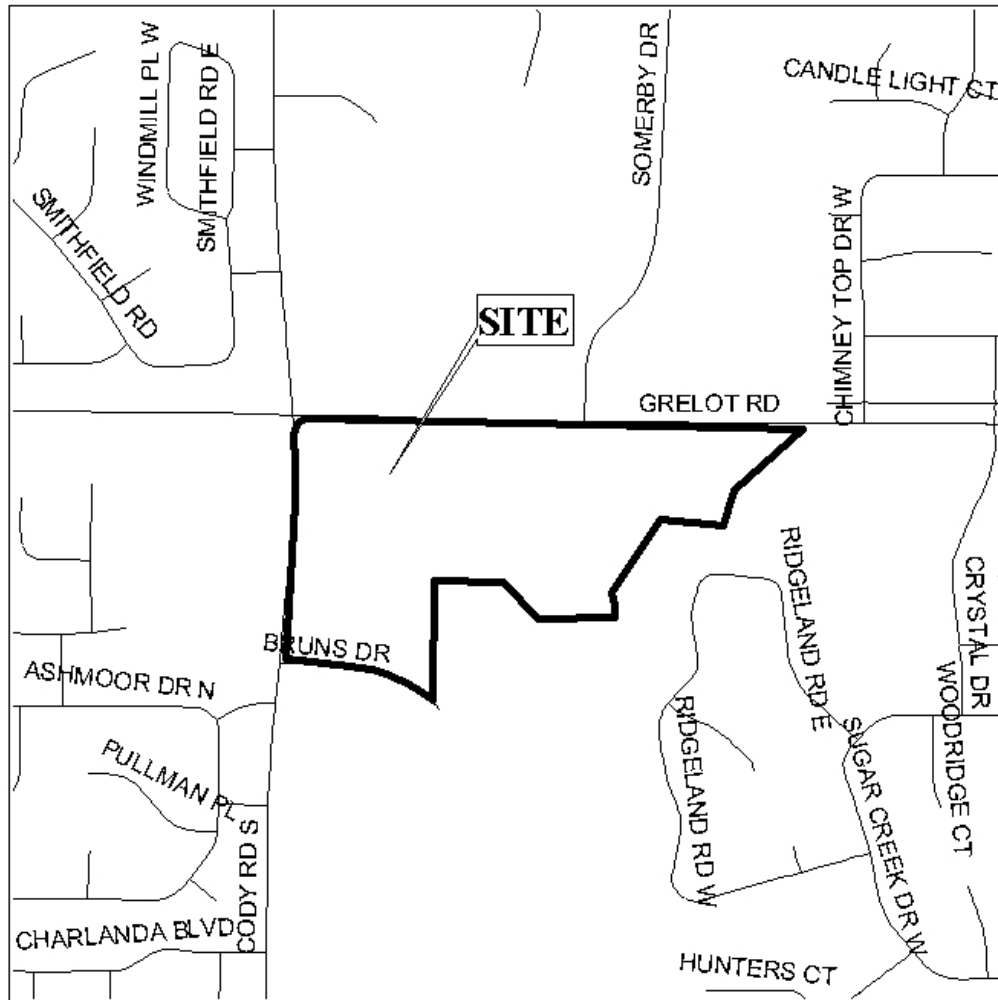 WINDMILL PL W
SMITHFIELD RD E
SOMERBY DR
CANDLE LIGHT CT
SMITHFIELD RD
CHIMNEY TOP DR W
SITE
GRELOT RD
RIDGELAND RD E
CRYSTAL DR
BRUNS DR
ASHMOOR DR N
WOODRIDGE CT
RIDGELAND RD W
SUGAR CREEK DR W
PULLMAN PL
CODY RD S
CHARLANDA BLVD
HUNTERS CT